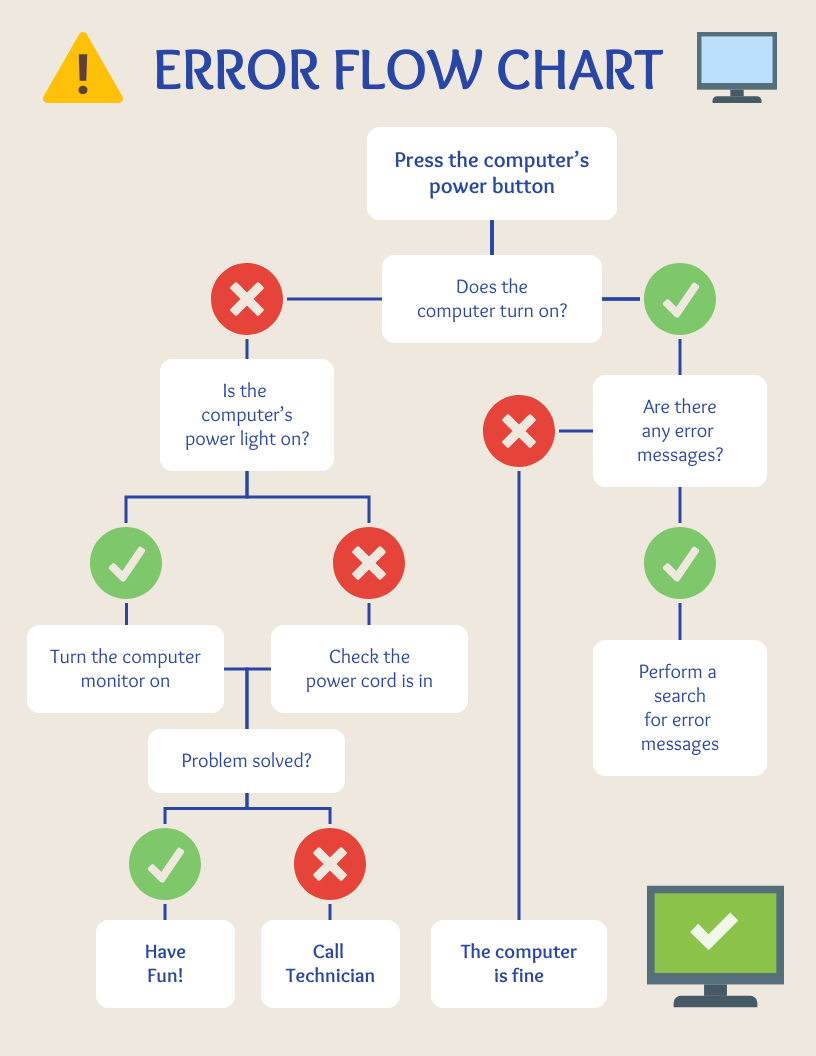 ERROR FLOW CHART
Press the computer’s
power button
Does the
computer turn on?
Is the
computer’s
power light on?
Are there
any error
messages?
Turn the computer
monitor on
Check the
power cord is in
Perform a
search
for error
messages
Problem solved?
Have
Fun!
Call
Technician
The computer
is fine